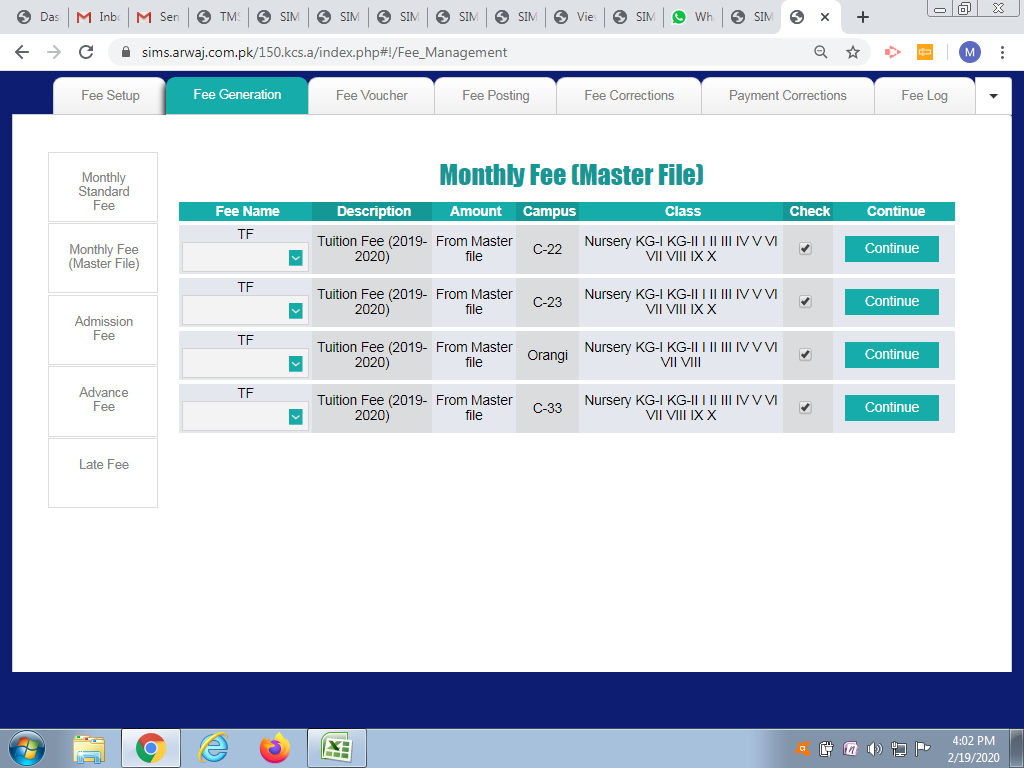 Das Inbo Sen TMS SIM SIM SIM SIM SIM Vie SIM Wh SIM
sims.arwaj.com.pk/150.kcs.a/index.php#!/Fee_Management M
Fee Setup Fee Generation Fee Voucher Fee Posting Fee Corrections Payment Corrections Fee Log
Monthly
Standard
Fee
Monthly Fee
(Master File)
Admission
Fee
Advance
Fee
Late Fee
Monthly Fee (Master File)
Fee Name Description Amount Campus Class Check Continue
TF Tuition Fee (2019- From Master C-22 Nursery KG-I KG-II I II III IV V VI Continue
2020) file VII VIII IX X
TF Tuition Fee (2019- From Master C-23 Nursery KG-I KG-II I II III IV V VI Continue
2020) file VII VIII IX X
TF Tuition Fee (2019- From Master Orangi Nursery KG-I KG-II I II III IV V VI Continue
2020) file VII VIII
TF Tuition Fee (2019- From Master C-33 Nursery KG-I KG-II I II III IV V VI Continue
2020) file VII VIII IX X
4:02 PM
2/19/2020